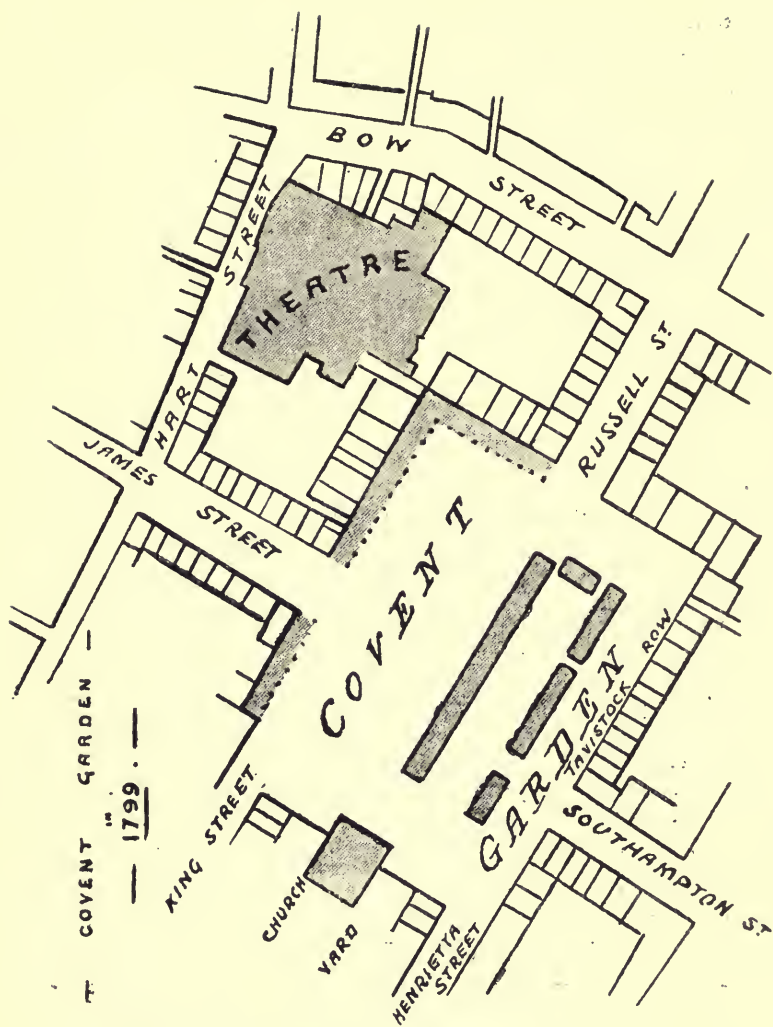 BOW
STREET
THEATRE
HART STREET
JAMES
STREET
RUSSELL ST
COVENT
GARDEN
TAVISTOCK ROW
SOUTHAMPTON ST
KING STREET
CHURCH
YARD
HENRIETTA
STREET
— COVENT GARDEN —
in
— 1799. —